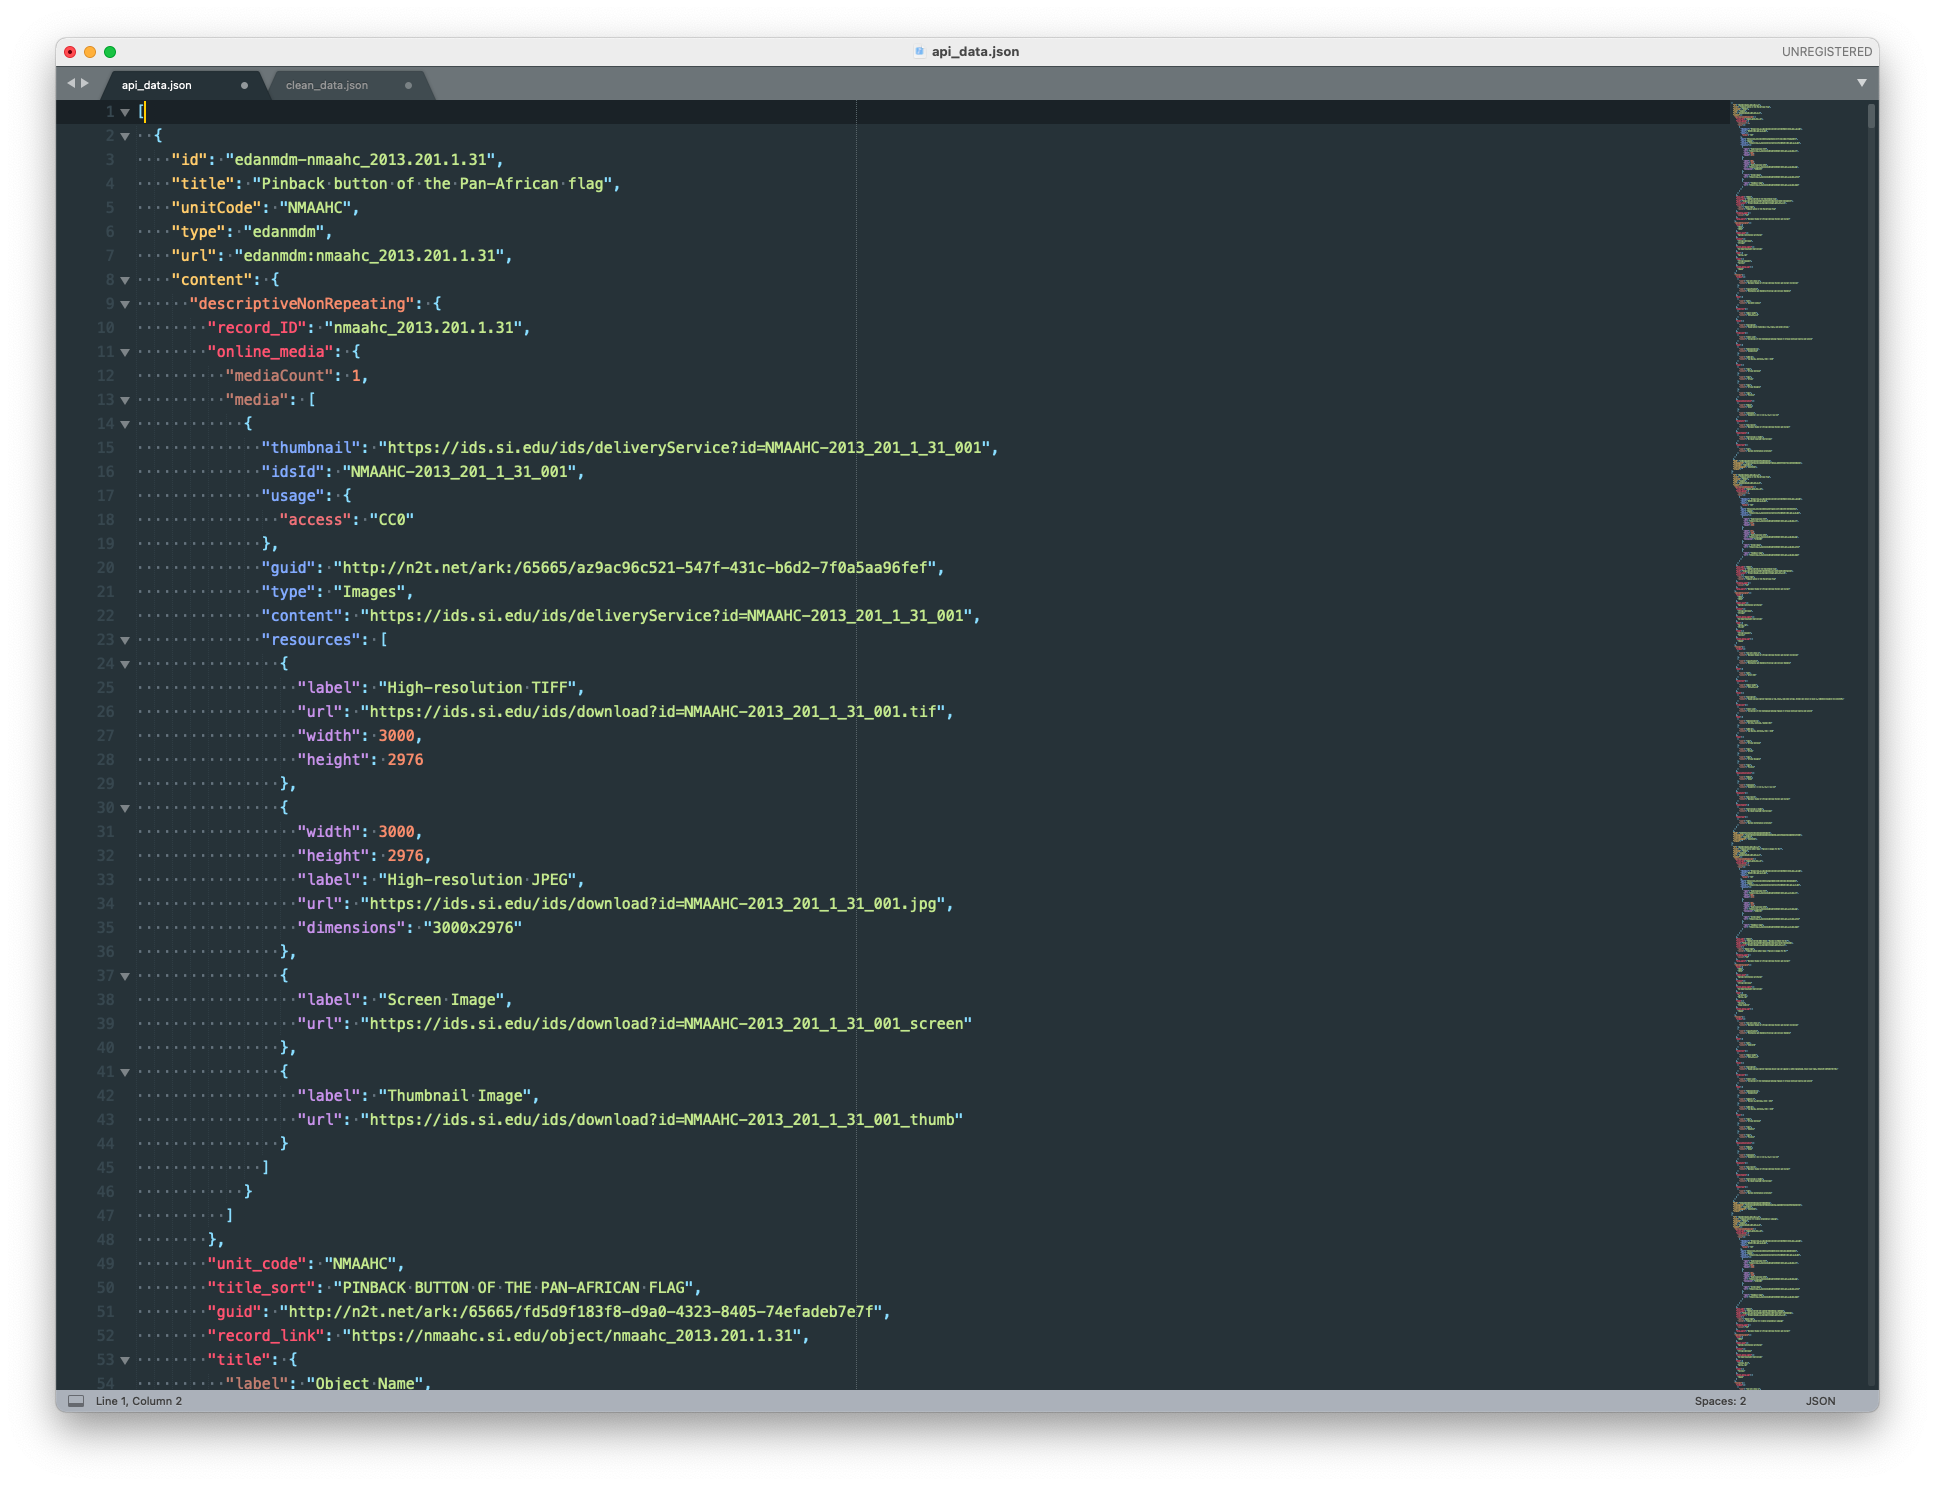 api_data.json
UNREGISTERED
api_data.json
clean_data.json
1 [
2 {
3 "id": "edanmdm-nmaahc_2013.201.1.31",
4 "title": "Pinback button of the Pan-African flag",
5 "unitCode": "NMAAHC",
6 "type": "edanmdm",
7 "url": "edanmdm:nmaahc_2013.201.1.31",
8 "content": {
9 "descriptiveNonRepeating": {
10 "record_ID": "nmaahc_2013.201.1.31",
11 "online_media": {
12 "mediaCount": 1,
13 "media": [
14 {
15 "thumbnail": "https://ids.si.edu/ids/deliveryService?id=NMAAHC-2013_201_1_31_001",
16 "idsId": "NMAAHC-2013_201_1_31_001",
17 "usage": {
18 "access": "CC0"
19 },
20 "guid": "http://n2t.net/ark:/65665/az9ac96c521-547f-431c-b6d2-7f0a5aa96fef",
21 "type": "Images",
22 "content": "https://ids.si.edu/ids/deliveryService?id=NMAAHC-2013_201_1_31_001",
23 "resources": [
24 {
25 "label": "High-resolution TIFF",
26 "url": "https://ids.si.edu/ids/download?id=NMAAHC-2013_201_1_31_001.tif",
27 "width": 3000,
28 "height": 2976
29 },
30 {
31 "width": 3000,
32 "height": 2976,
33 "label": "High-resolution JPEG",
34 "url": "https://ids.si.edu/ids/download?id=NMAAHC-2013_201_1_31_001.jpg",
35 "dimensions": "3000x2976"
36 },
37 {
38 "label": "Screen Image",
39 "url": "https://ids.si.edu/ids/download?id=NMAAHC-2013_201_1_31_001_screen"
40 },
41 {
42 "label": "Thumbnail Image",
43 "url": "https://ids.si.edu/ids/download?id=NMAAHC-2013_201_1_31_001_thumb"
44 }
45 ]
46 }
47 ]
48 },
49 "unit_code": "NMAAHC",
50 "title_sort": "PINBACK BUTTON OF THE PAN-AFRICAN FLAG",
51 "guid": "http://n2t.net/ark:/65665/fd5d9f183f8-d9a0-4323-8405-74efadeb7e7f",
52 "record_link": "https://nmaahc.si.edu/object/nmaahc_2013.201.1.31",
53 "title": {
54 "label": "Object Name",
Line 1, Column 2
Spaces: 2
JSON